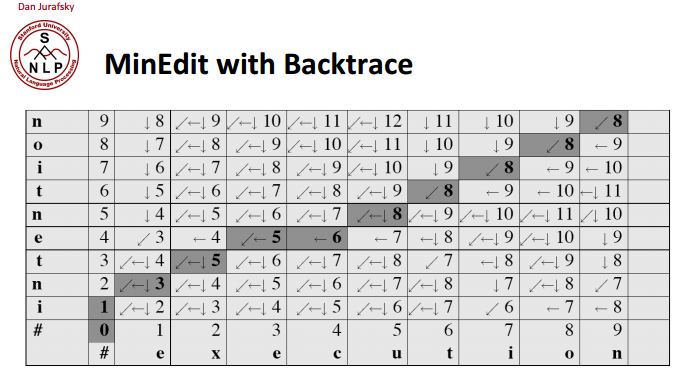 Dan Jurafsky
Stanford University
S
NLP
Natural Language Processing
MinEdit with Backtrace
n 9 ↓ 8 ↙←↓ 9 ↙←↓ 10 ↙←↓ 11 ↙←↓ 12 ↓ 11 ↓ 10 ↓ 9 ↙ 8
o 8 ↓ 7 ↙←↓ 8 ↙←↓ 9 ↙←↓ 10 ↙←↓ 11 ↓ 10 ↓ 9 ↙ 8 ← 9
i 7 ↓ 6 ↙←↓ 7 ↙←↓ 8 ↙←↓ 9 ↙←↓ 10 ↓ 9 ↙ 8 ← 9 ← 10
t 6 ↓ 5 ↙←↓ 6 ↙←↓ 7 ↙←↓ 8 ↙←↓ 9 ↙ 8 ← 9 ← 10 ←↓ 11
n 5 ↓ 4 ↙←↓ 5 ↙←↓ 6 ↙←↓ 7 ↙←↓ 8 ↙←↓ 9 ↙←↓ 10 ↙←↓ 11 ↙↓ 10
e 4 ↙ 3 ← 4 ↙← 5 ← 6 ← 7 ←↓ 8 ↙←↓ 9 ↙←↓ 10 ↓ 9
t 3 ↙←↓ 4 ↙←↓ 5 ↙←↓ 6 ↙←↓ 7 ↙←↓ 8 ↙ 7 ←↓ 8 ↙←↓ 9 ↓ 8
n 2 ↙←↓ 3 ↙←↓ 4 ↙←↓ 5 ↙←↓ 6 ↙←↓ 7 ↙←↓ 8 ↓ 7 ↙←↓ 8 ↙ 7
i 1 ↙←↓ 2 ↙←↓ 3 ↙←↓ 4 ↙←↓ 5 ↙←↓ 6 ↙←↓ 7 ↙ 6 ← 7 ← 8
# 0 1 2 3 4 5 6 7 8 9
# e x e c u t i o n